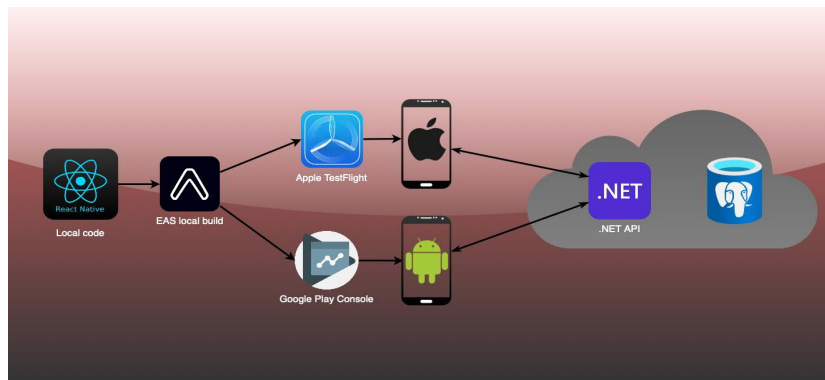 React Native
Local code
EAS local build
Apple TestFlight
Google Play Console
.NET
.NET API